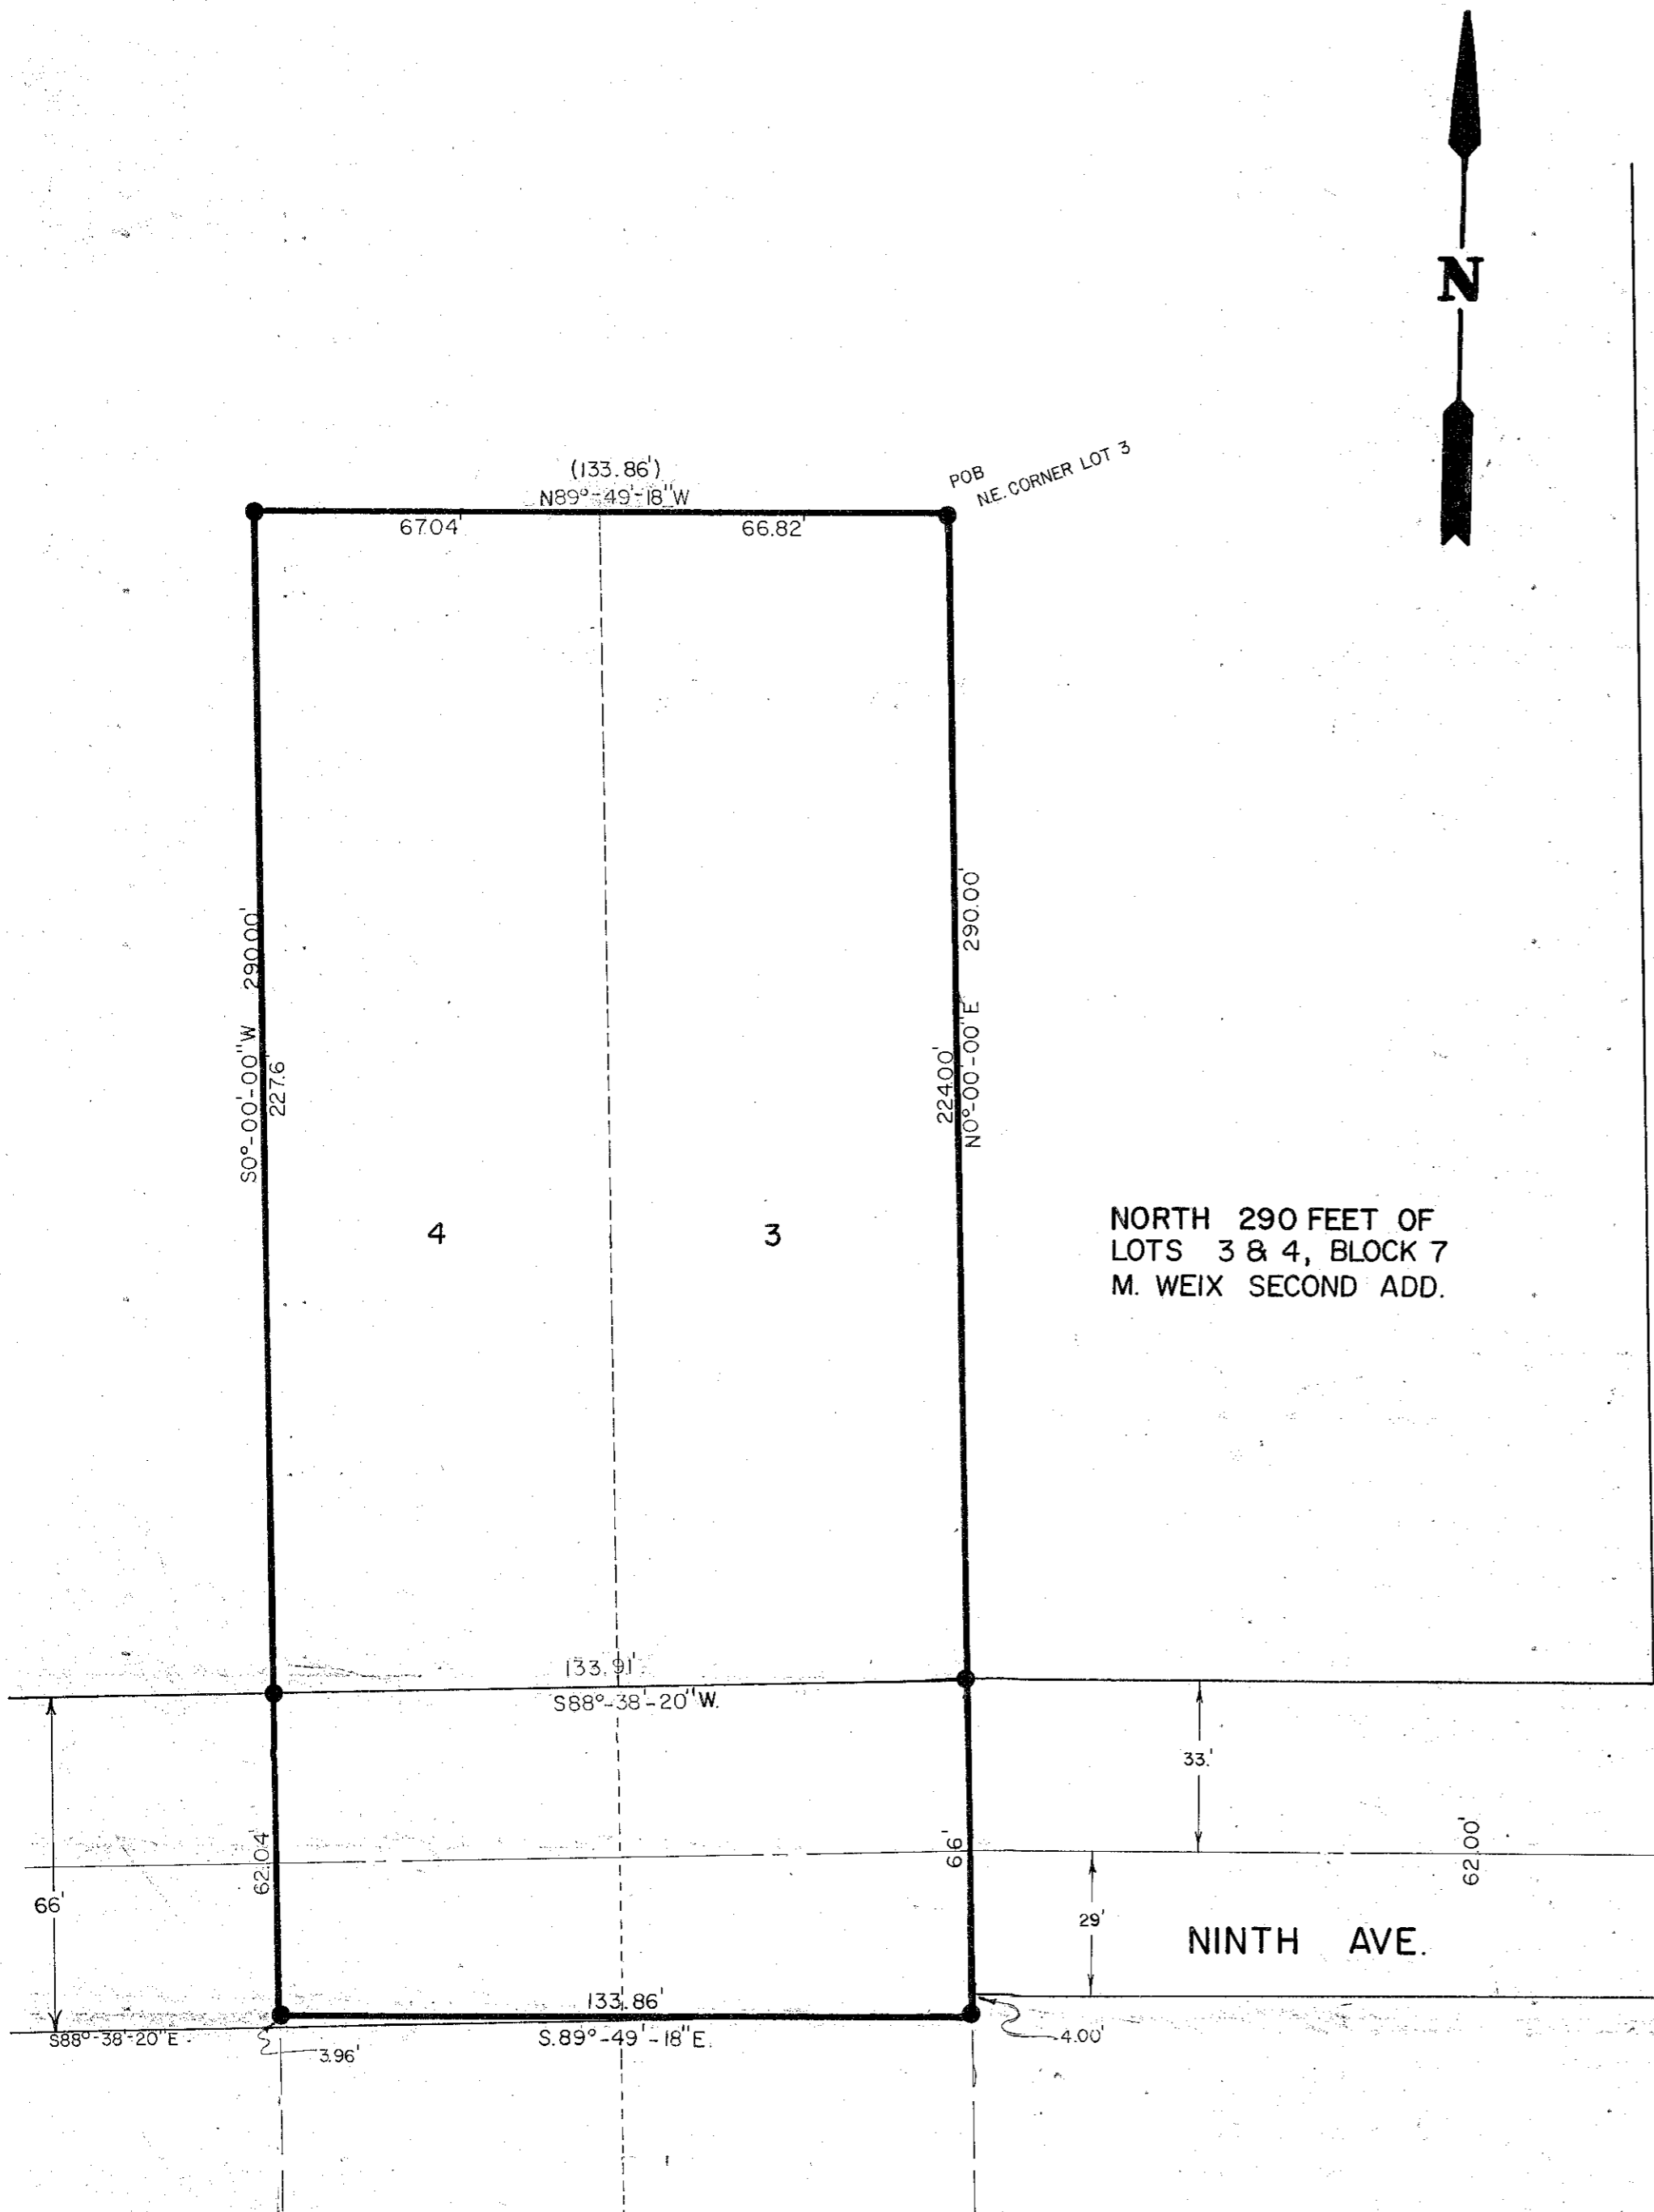 N
POB
N.E. CORNER LOT 3
(133.86')
N89°-49'-18"W
67.04'
66.82'
S0°-00'-00"W 290.00'
227.6'
224.00'
N0°-00'-00"E 290.00'
4
3
NORTH 290 FEET OF
LOTS 3 & 4, BLOCK 7
M. WEIX SECOND ADD.
133.91'
S88°-38'-20"W.
33.'
62.04'
66'
62.00'
66'
29'
NINTH AVE.
133.86'
S.89°-49'-18"E.
S88°-38'-20"E.
3.96'
4.00'